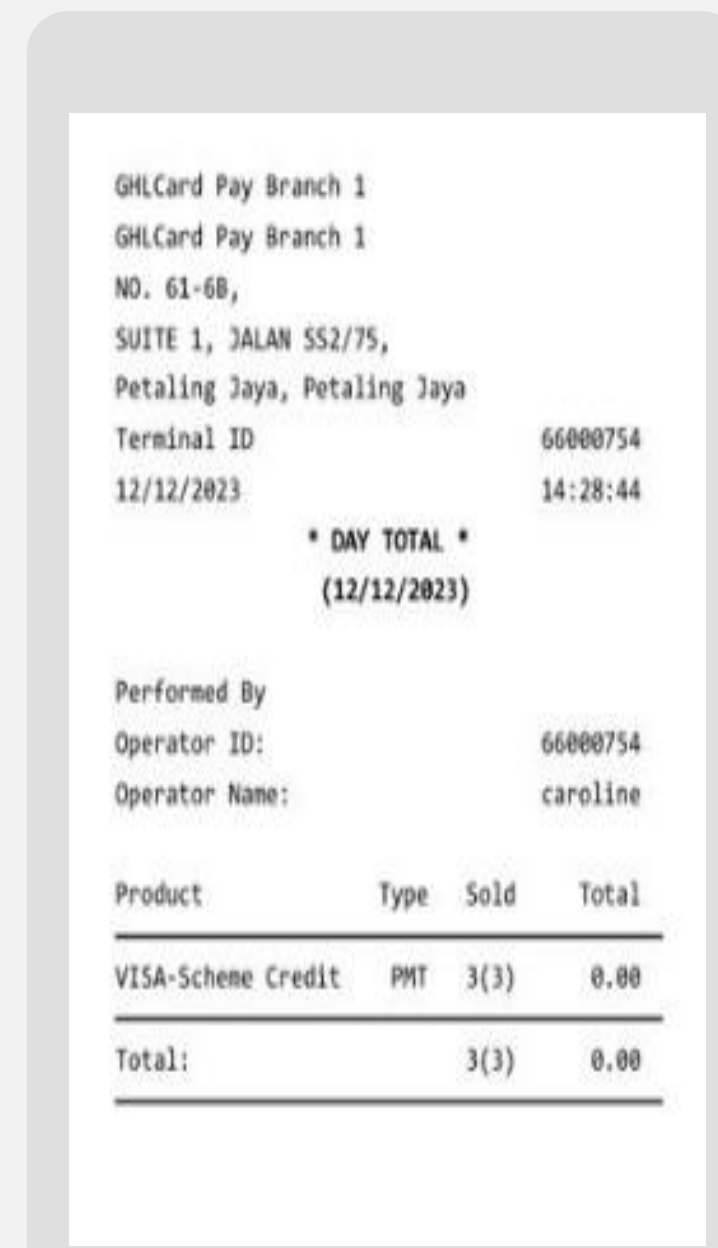 GHLCard Pay Branch 1
GHLCard Pay Branch 1
NO. 61-6B,
SUITE 1, JALAN SS2/75,
Petaling Jaya, Petaling Jaya
Terminal ID 66000754
12/12/2023 14:28:44
* DAY TOTAL *
(12/12/2023)
Performed By
Operator ID: 66000754
Operator Name: caroline
Product Type Sold Total
VISA-Scheme Credit PMT 3(3) 0.00
Total: 3(3) 0.00